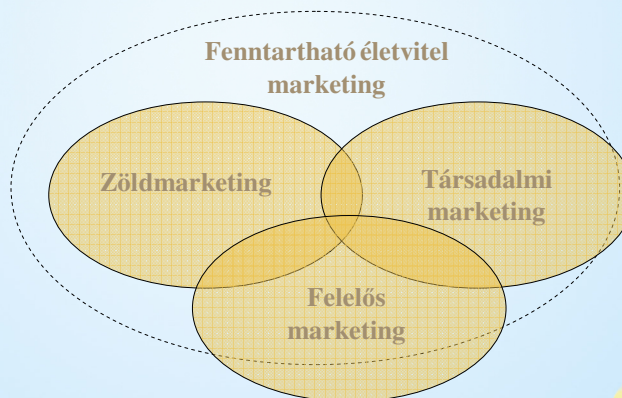 Fenntartható életvitel
marketing
Zöldmarketing
Társadalmi
marketing
Felelős
marketing